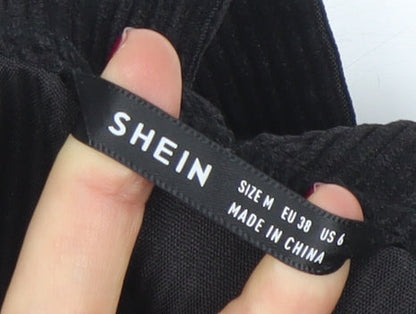 SHEIN
SIZE M EU 38 US 6
MADE IN CHINA